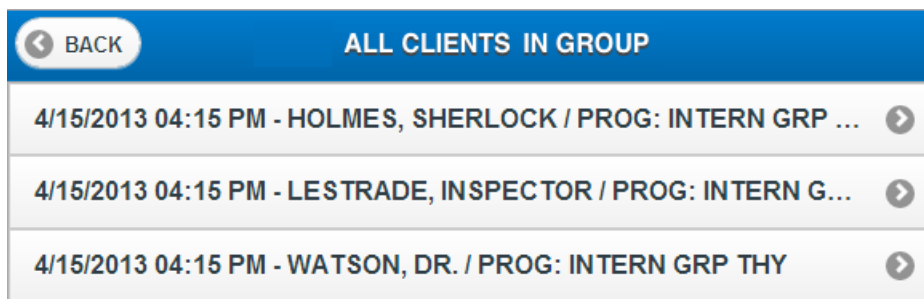 BACK
ALL CLIENTS IN GROUP
4/15/2013 04:15 PM - HOLMES, SHERLOCK / PROG: INTERN GRP ...
4/15/2013 04:15 PM - LESTRADE, INSPECTOR / PROG: INTERN G...
4/15/2013 04:15 PM - WATSON, DR. / PROG: INTERN GRP THY